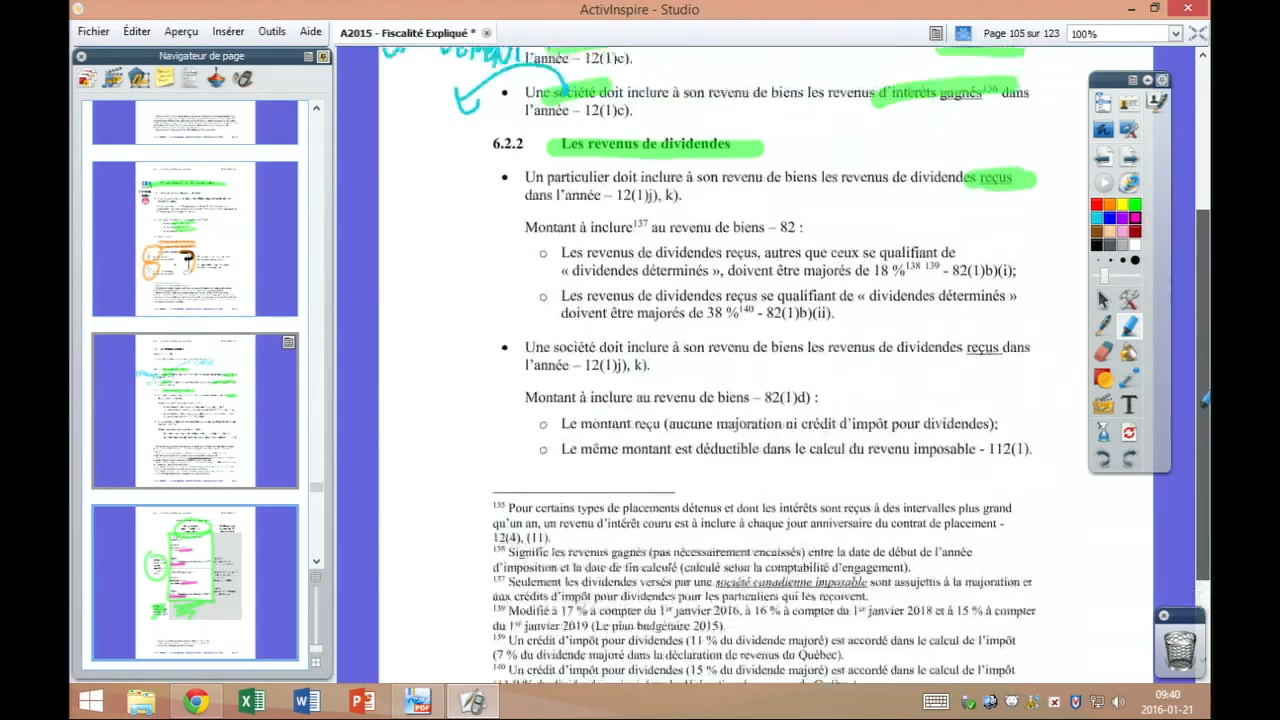 ActivInspire - Studio
Fichier Éditer Aperçu Insérer Outils Aide
A2015 - Fiscalité Expliqué *
Page 105 sur 123
100%
Navigateur de page
l'année – 12(1)c).
• Une société doit inclure à son revenu de biens les revenus d'intérêts gagnés136 dans
l'année – 12(1)c)
6.2.2 Les revenus de dividendes
• Un particulier doit inclure à son revenu de biens les revenus de dividendes reçus
dans l'année – 12(1)j), k).
Montant à inclure137 au revenu de biens – 82 :
o Les revenus de dividendes reçus, autres que ceux se qualifiant de
« dividendes déterminés », doivent être majorés de 18 %138 139 - 82(1)b)(i);
o Les revenus de dividendes reçus se qualifiant de « dividendes déterminés »
doivent être majorés de 38 %140 - 82(1)b)(ii).
• Une société doit inclure à son revenu de biens les revenus de dividendes reçus dans
l'année – 12(1)j), k).
Montant à inclure au revenu de biens – 82(1)d) :
o Le montant reçu (aucune majoration ni crédit d'impôt pour dividendes);
o Le même montant est déductible dans le calcul du revenu imposable - 112(1).
135 Pour certains types de placements détenus et dont les intérêts sont reçus à des intervalles plus grand
qu'un an, un revenu d'intérêt couru est à inclure à chaque jour anniversaire du contrat de placement -
12(4), (11).
136 Signifie les revenus gagnés (pas nécessairement encaissés) entre la date de début de l'année
d'imposition et la date de fin d'année (calculé selon la comptabilité d'engagement).
137 Seulement les dividendes versés par une société canadienne imposable sont assujettis à la majoration et
aux crédits d'impôt pour dividendes pour les particuliers qui les reçoivent.
138 Modifié à 17 % à compter du 1er janvier 2016, à 16 % à compter du 1er janvier 2018 et à 15 % à compter
du 1er janvier 2019 (Le plan budgétaire 2015).
139 Un crédit d'impôt pour dividendes (11 % du dividende majoré) est accordé dans le calcul de l'impôt
(7 % du dividende majoré dans la déclaration de revenus du Québec).
140 Un crédit d'impôt pour dividendes (15 % du dividende majoré) est accordé dans le calcul de l'impôt
09:40
2016-01-21